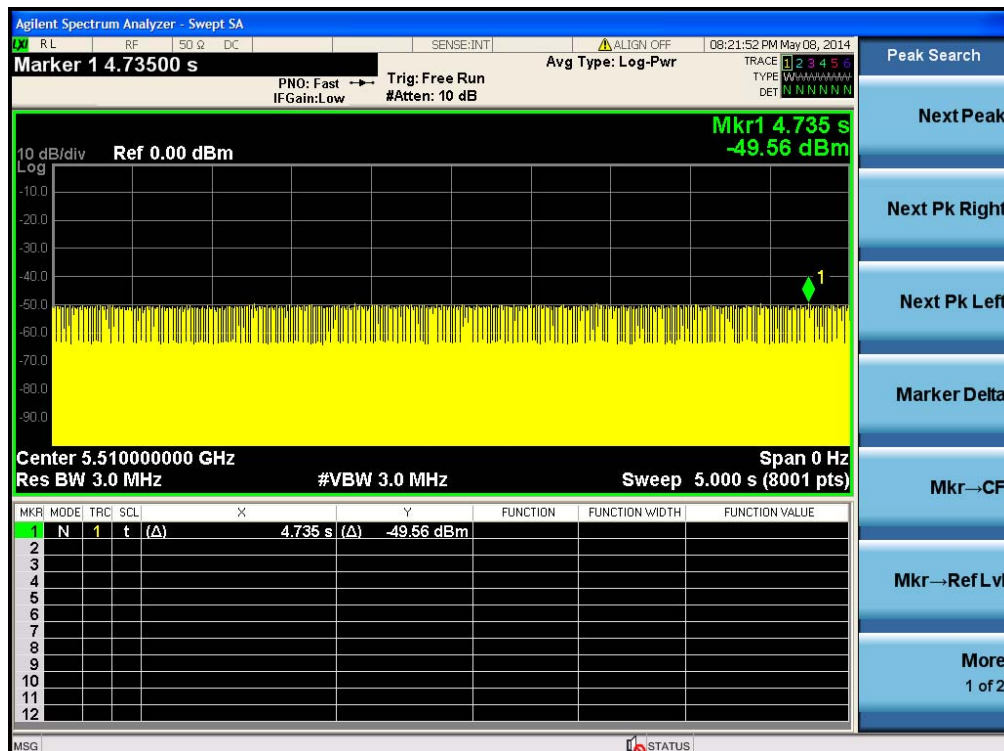 Agilent Spectrum Analyzer - Swept SA
LXI RL RF 50 Ω DC SENSE:INT ALIGN OFF 08:21:52 PM May 08, 2014
Marker 1 4.73500 s
PNO: Fast
IFGain:Low
Trig: Free Run
#Atten: 10 dB
Avg Type: Log-Pwr
TRACE 1 2 3 4 5 6
TYPE WWWWWW
DET N N N N N N
Mkr1 4.735 s
-49.56 dBm
10 dB/div Ref 0.00 dBm
Log
-10.0
-20.0
-30.0
-40.0
-50.0
-60.0
-70.0
-80.0
-90.0
1
Center 5.510000000 GHz Span 0 Hz
Res BW 3.0 MHz #VBW 3.0 MHz Sweep 5.000 s (8001 pts)
MKR MODE TRC SCL X Y FUNCTION FUNCTION WIDTH FUNCTION VALUE
1 N 1 t (Δ) 4.735 s (Δ) -49.56 dBm
2
3
4
5
6
7
8
9
10
11
12
MSG STATUS
Peak Search
Next Peak
Next Pk Right
Next Pk Left
Marker Delta
Mkr→CF
Mkr→Ref Lvl
More
1 of 2